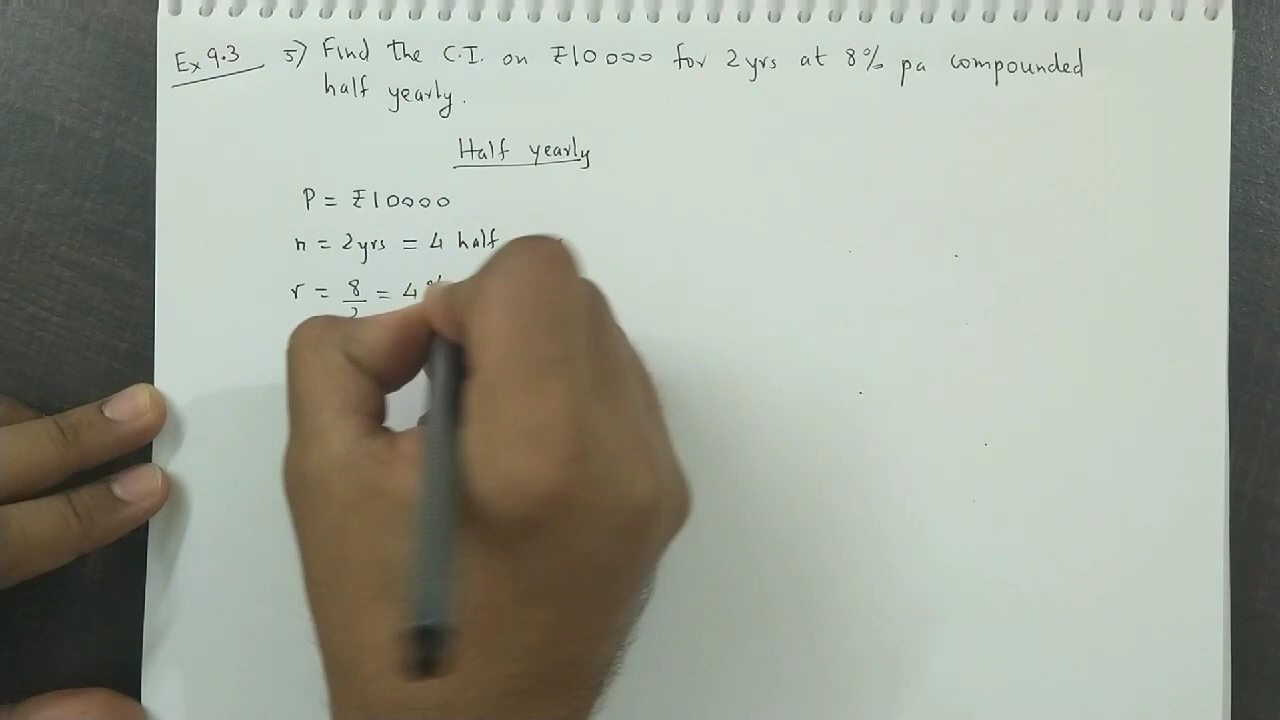 Ex 9.3 5) Find the C.I. on ₹10000 for 2yrs at 8% pa compounded
half yearly.
Half yearly
P = ₹10000
n = 2yrs = 4 half
r = 8/2 = 4%